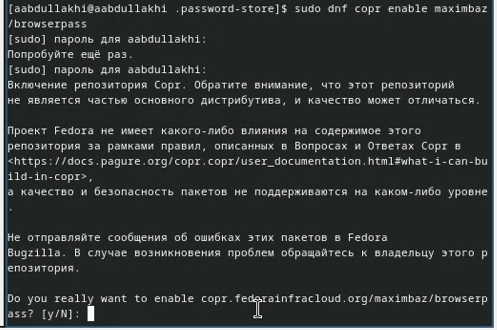 [aabdullakhi@aabdullakhi .password-store]$ sudo dnf copr enable maximbaz
/browserpass
[sudo] пароль для aabdullakhi:
Попробуйте ещё раз.
[sudo] пароль для aabdullakhi:
Включение репозитория Copr. Обратите внимание, что этот репозиторий
не является частью основного дистрибутива, и качество может отличаться.
Проект Fedora не имеет какого-либо влияния на содержимое этого
репозитория за рамками правил, описанных в Вопросах и Ответах Copr в
<https://docs.pagure.org/copr.copr/user_documentation.html#what-i-can-bu
ild-in-copr>,
а качество и безопасность пакетов не поддерживаются на каком-либо уровне
.
Не отправляйте сообщения об ошибках этих пакетов в Fedora
Bugzilla. В случае возникновения проблем обращайтесь к владельцу этого р
епозитория.
Do you really want to enable copr.fedorainfracloud.org/maximbaz/browserp
ass? [y/N]: